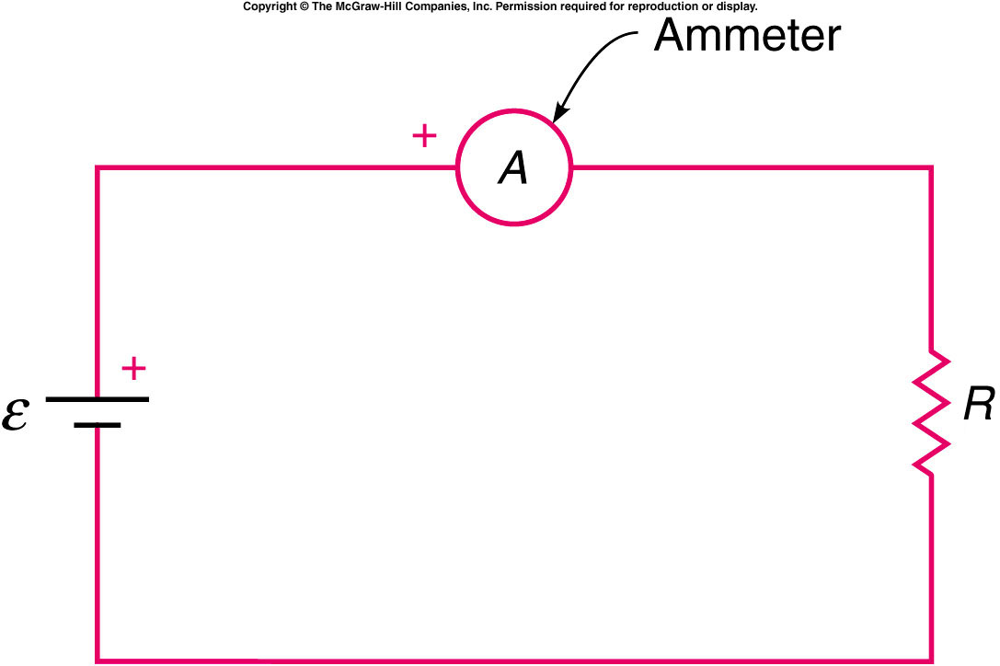 Copyright © The McGraw-Hill Companies, Inc. Permission required for reproduction or display.
Ammeter
+
A
+
ε
R